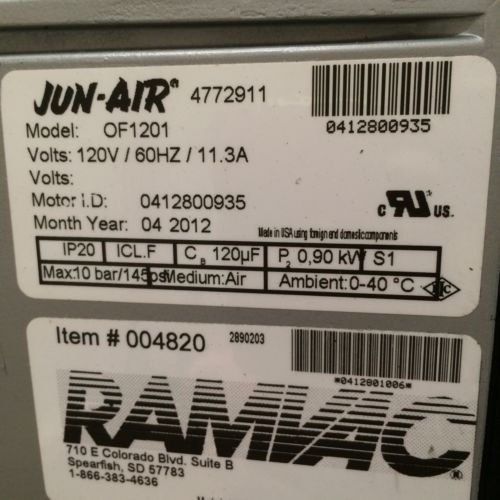 JUN-AIR® 4772911
0412800935
Model: OF1201
Volts: 120V / 60HZ / 11.3A
Volts:
Motor I.D: 0412800935
Month Year: 04 2012
c RU US.
Made in USA using foreign and domestic components
IP20 ICL.F C B 120µF P2 0,90 kW S1
Max:10 bar/145psi Medium:Air Ambient:0-40 °C
Item # 004820 2890203
*0412801006*
RAMVAC
710 E Colorado Blvd. Suite B
Spearfish, SD 57783
1-866-383-4636